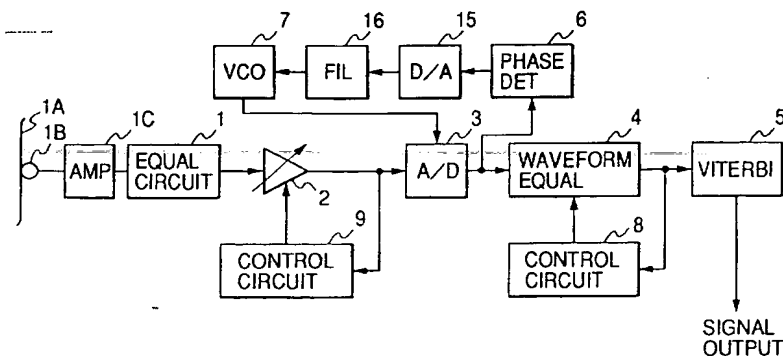 7
16
15
6
VCO
FIL
D/A
PHASE DET
1A
1B
1C
1
3
4
5
AMP
EQUAL CIRCUIT
2
A/D
WAVEFORM EQUAL
VITERBI
9
8
CONTROL CIRCUIT
CONTROL CIRCUIT
SIGNAL OUTPUT